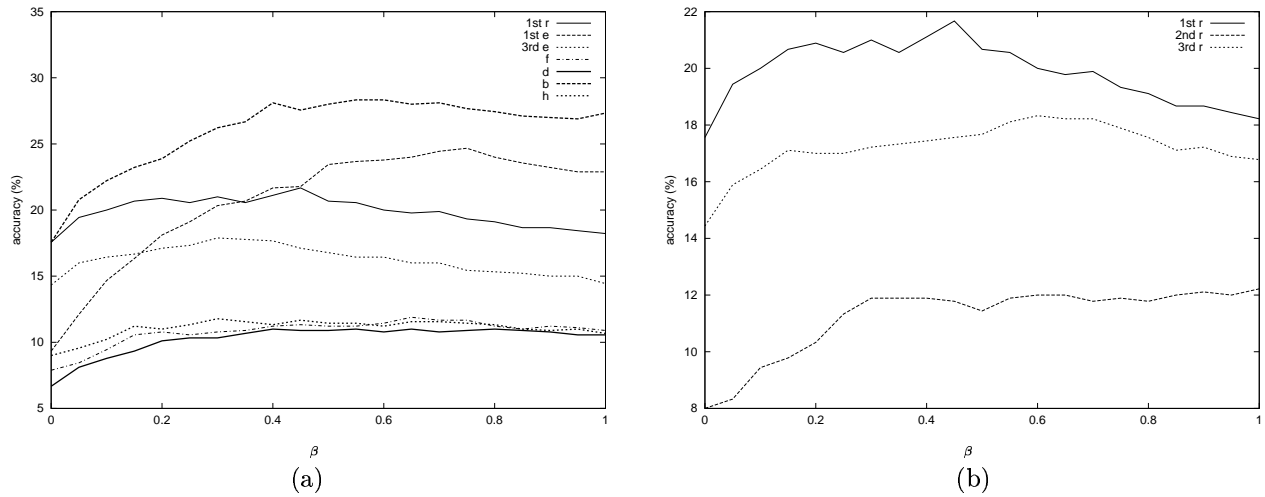 35
30
25
20
15
10
5
accuracy (%)
0 0.2 0.4 0.6 0.8 1
β
1st r
1st e
3rd e
f
d
b
h
(a)
22
20
18
16
14
12
10
8
accuracy (%)
0 0.2 0.4 0.6 0.8 1
β
1st r
2nd r
3rd r
(b)